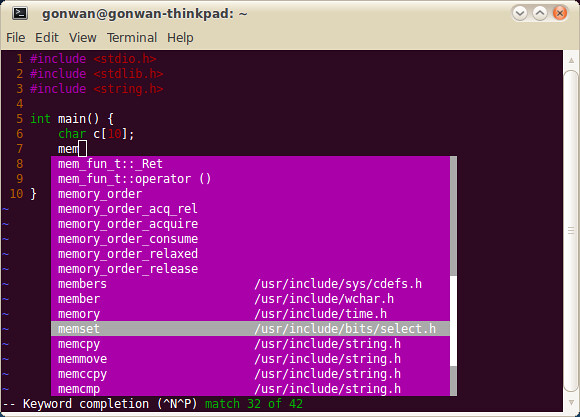 gonwan@gonwan-thinkpad: ~
File Edit View Terminal Help
1 #include <stdio.h>
2 #include <stdlib.h>
3 #include <string.h>
4
5 int main() {
6     char c[10];
7     mem
8 mem_fun_t::_Ret
9 mem_fun_t::operator ()
10 } memory_order
~ memory_order_acq_rel
~ memory_order_acquire
~ memory_order_consume
~ memory_order_relaxed
~ memory_order_release
~ members /usr/include/sys/cdefs.h
~ member /usr/include/wchar.h
~ memory /usr/include/time.h
~ memset /usr/include/bits/select.h
~ memcpy /usr/include/string.h
~ memmove /usr/include/string.h
~ memccpy /usr/include/string.h
~ memcmp /usr/include/string.h
-- Keyword completion (^N^P) match 32 of 42